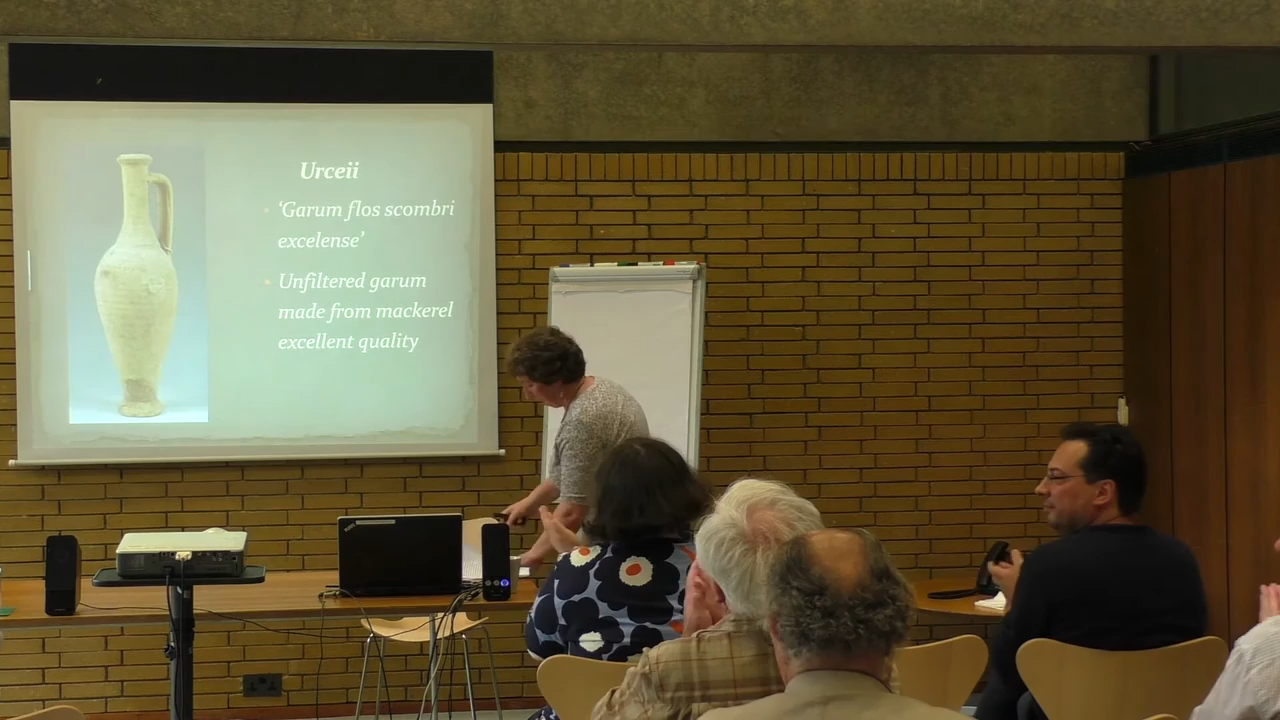 Urceii
‘Garum flos scombri
excelense’
Unfiltered garum
made from mackerel
excellent quality